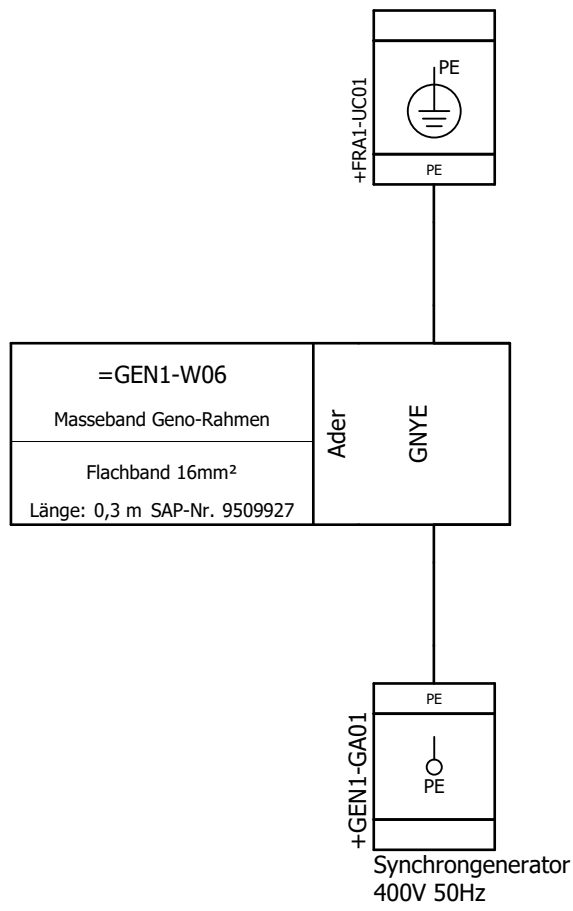 PE
+FRA1-UC01
PE
=GEN1-W06
Masseband Geno-Rahmen
Flachband 16mm²
Länge: 0,3 m SAP-Nr. 9509927
Ader
GNYE
PE
+GEN1-GA01
PE
Synchrongenerator
400V 50Hz